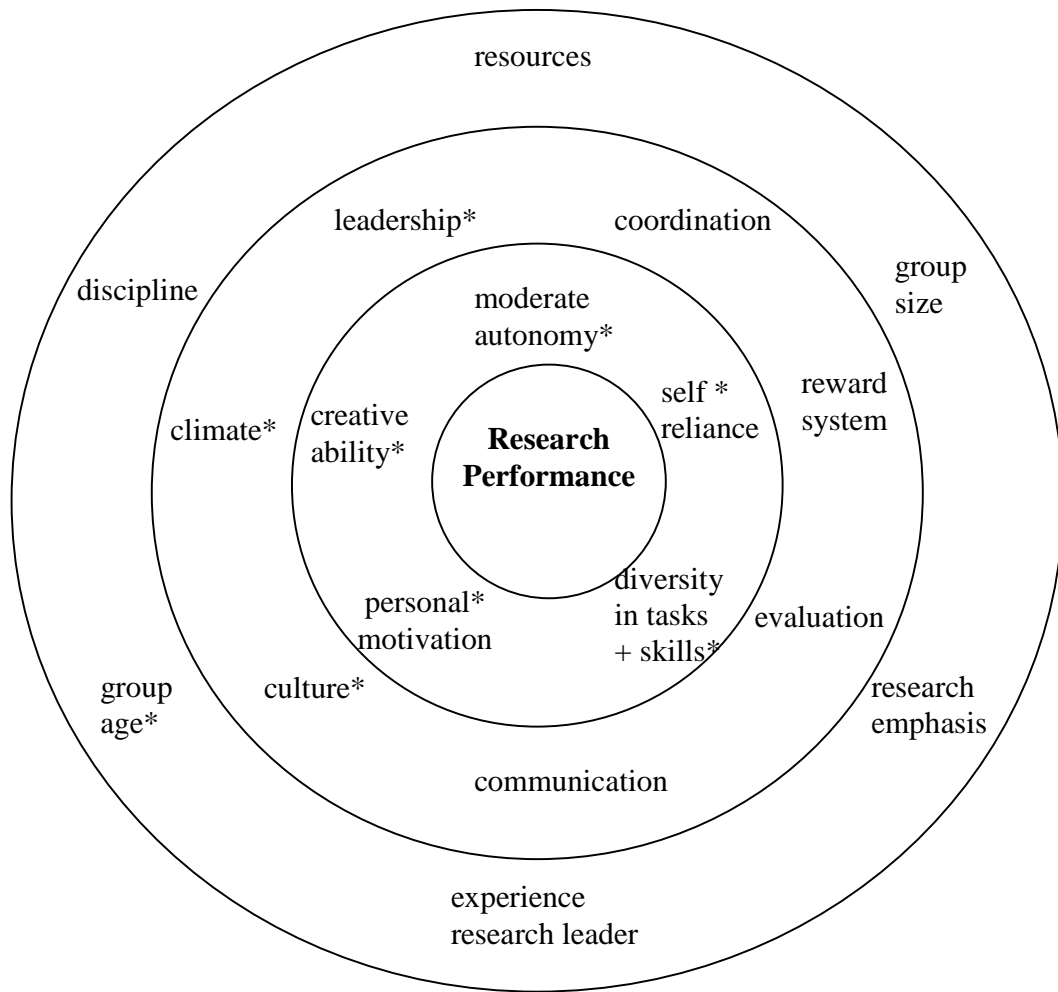 resources
leadership*
coordination
discipline
group
size
moderate
autonomy*
climate*
creative
ability*
self *
reliance
reward
system
Research
Performance
personal*
motivation
diversity
in tasks
+ skills*
evaluation
group
age*
culture*
research
emphasis
communication
experience
research leader